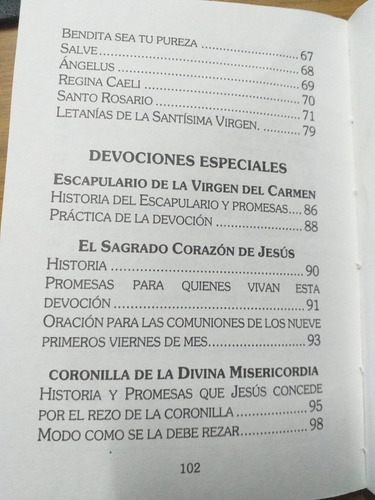 BENDITA SEA TU PUREZA ........................ 67
SALVE ................................................ 68
ÁNGELUS ............................................ 69
REGINA CAELI ..................................... 70
SANTO ROSARIO ................................. 71
LETANÍAS DE LA SANTÍSIMA VIRGEN. ......... 79
DEVOCIONES ESPECIALES
ESCAPULARIO DE LA VIRGEN DEL CARMEN
HISTORIA DEL ESCAPULARIO Y PROMESAS.... 86
PRÁCTICA DE LA DEVOCIÓN ................... 88
EL SAGRADO CORAZÓN DE JESÚS
HISTORIA ............................................ 90
PROMESAS PARA QUIENES VIVAN ESTA
DEVOCIÓN .......................................... 91
ORACIÓN PARA LAS COMUNIONES DE LOS NUEVE
PRIMEROS VIERNES DE MES................... 93
CORONILLA DE LA DIVINA MISERICORDIA
HISTORIA Y PROMESAS QUE JESÚS CONCEDE
POR EL REZO DE LA CORONILLA ............. 95
MODO COMO SE LA DEBE REZAR ............ 98
102